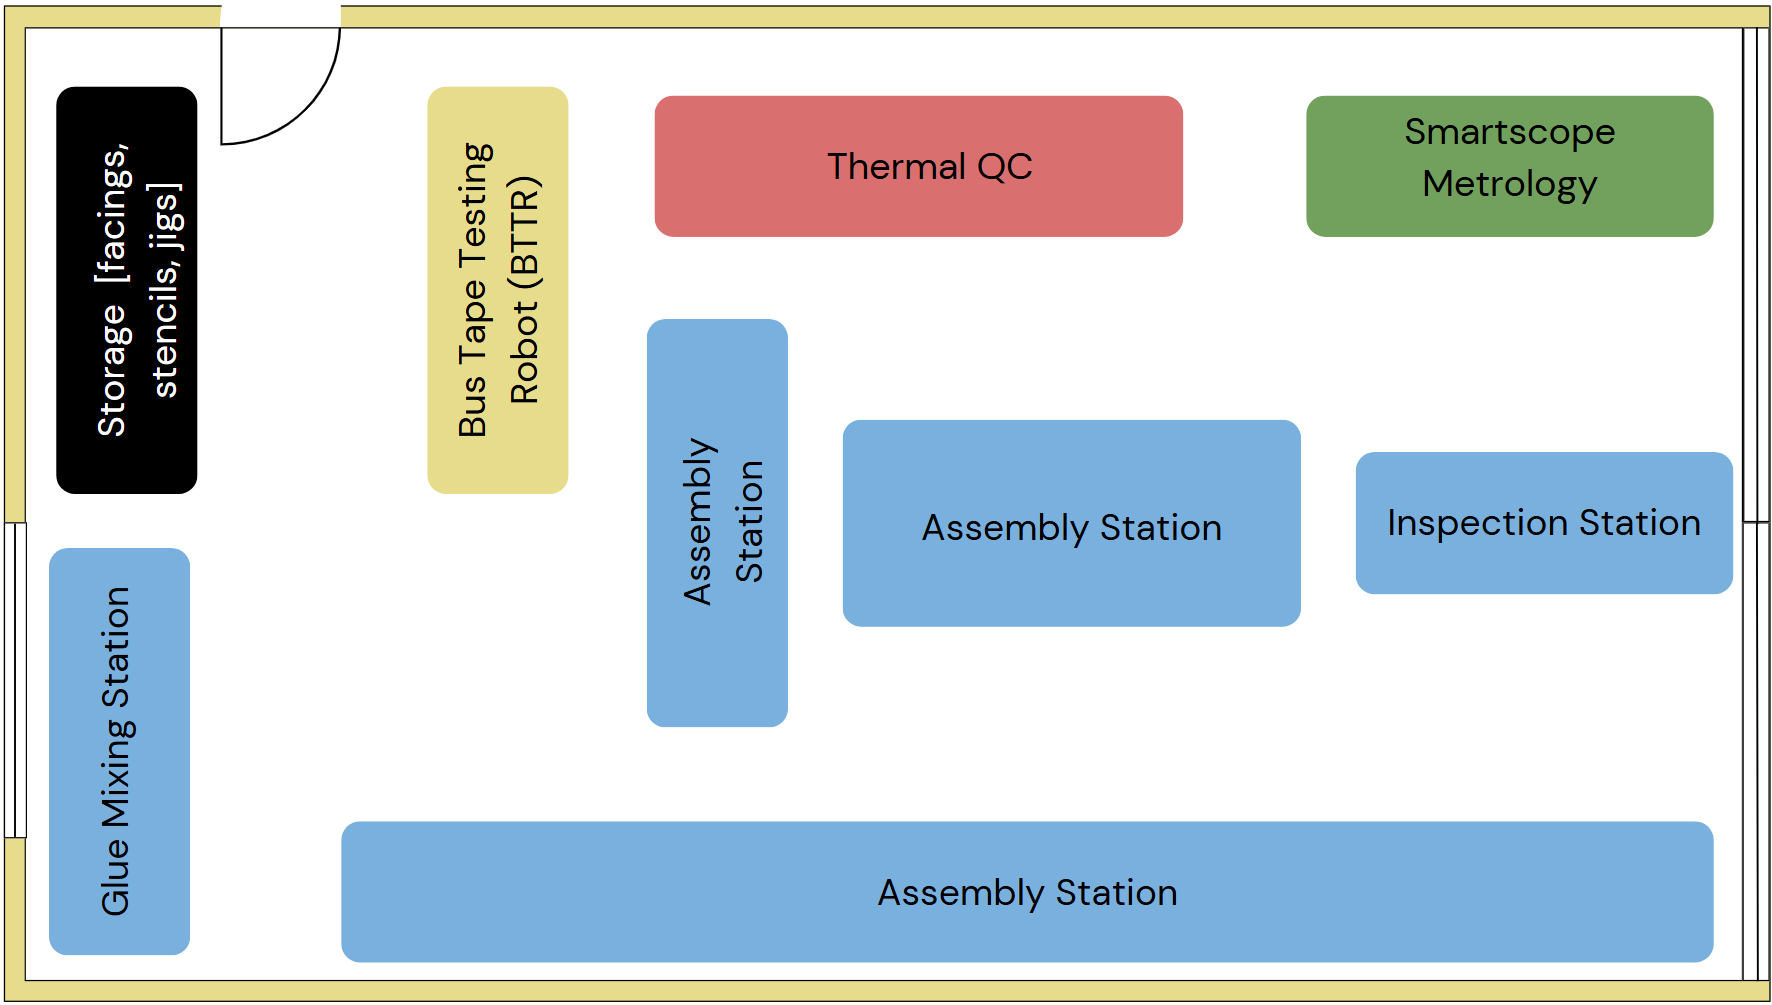 Storage [facings,
stencils, jigs]
Bus Tape Testing
Robot (BTTR)
Thermal QC
Smartscope
Metrology
Assembly
Station
Assembly Station
Inspection Station
Glue Mixing Station
Assembly Station